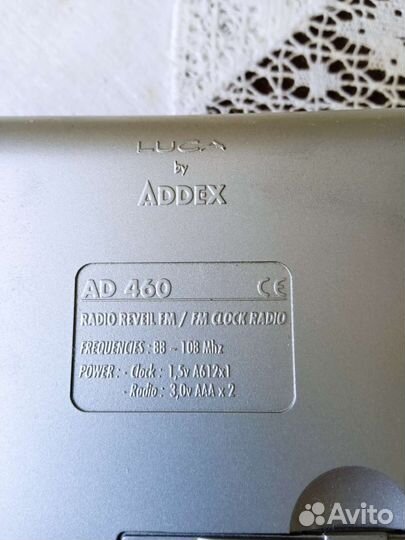 LUCA
by
ADDEX
AD 460 CE
RADIO REVEIL FM / FM CLOCK RADIO
FREQUENCIES : 88 ~ 108 Mhz
POWER : - Clock : 1,5v A612x1
- Radio : 3,0v AAA x 2
Avito